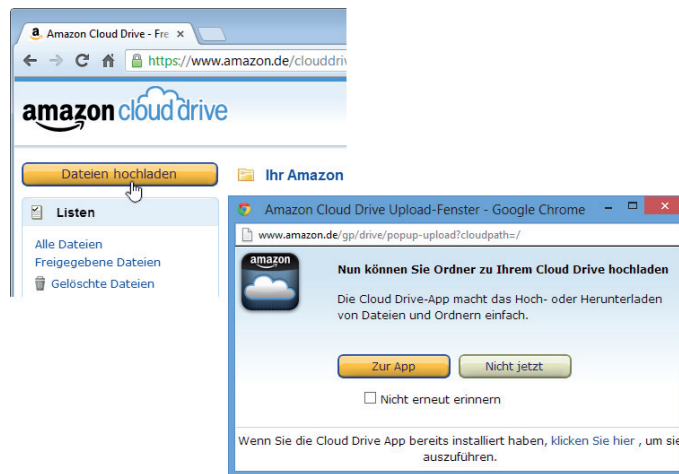 Amazon Cloud Drive - Fre
https://www.amazon.de/clouddriv
amazon cloud drive
Dateien hochladen
Ihr Amazon
Listen
Alle Dateien
Freigegebene Dateien
Gelöschte Dateien
Amazon Cloud Drive Upload-Fenster - Google Chrome
www.amazon.de/gp/drive/popup-upload?cloudpath=/
amazon
Nun können Sie Ordner zu Ihrem Cloud Drive hochladen
Die Cloud Drive-App macht das Hoch- oder Herunterladen
von Dateien und Ordnern einfach.
Zur App
Nicht jetzt
Nicht erneut erinnern
Wenn Sie die Cloud Drive App bereits installiert haben, klicken Sie hier , um sie
auszuführen.